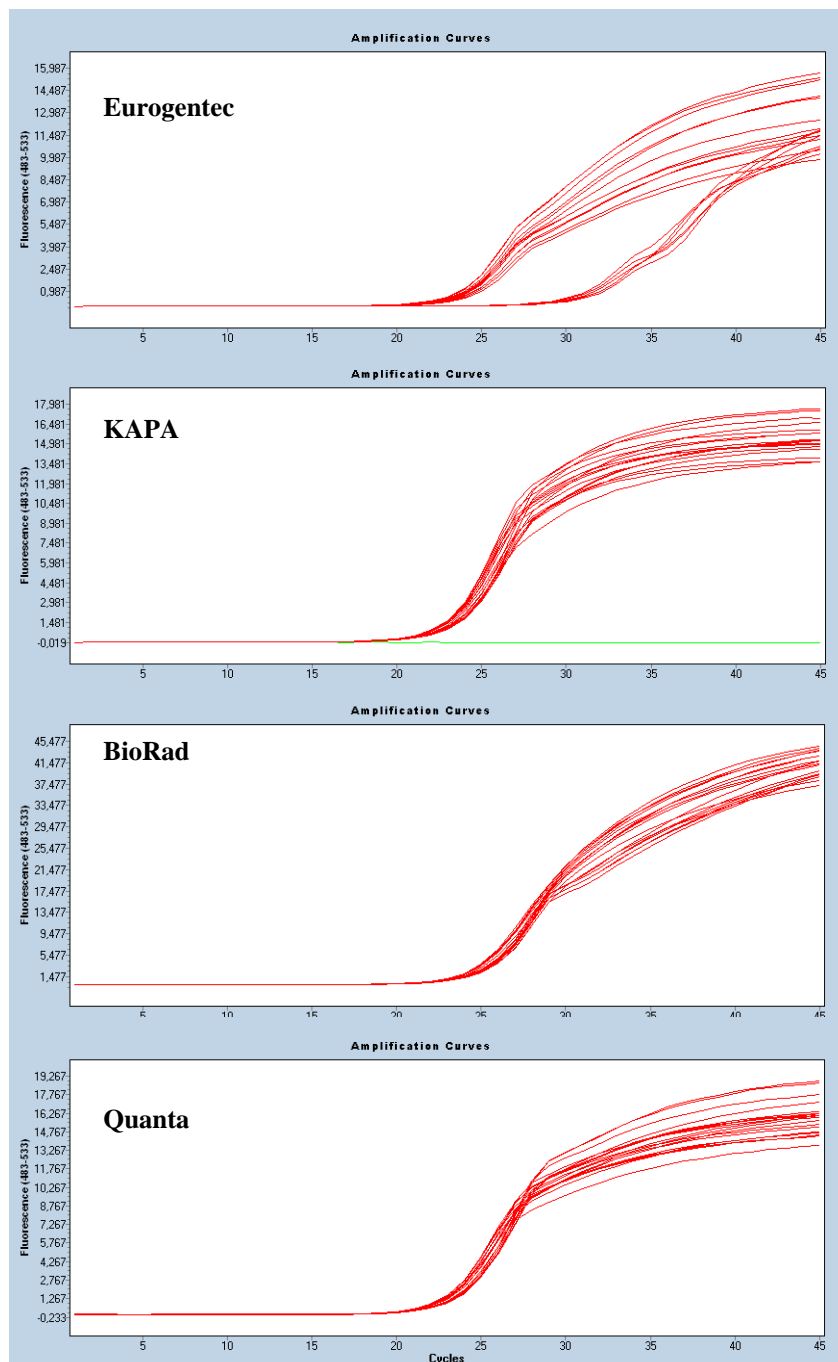 Amplification Curves
Eurogentec
Fluorescence (483-533)
15,987
14,487
12,987
11,487
9,987
8,487
6,987
5,487
3,987
2,487
0,987
5 10 15 20 25 30 35 40 45
Amplification Curves
KAPA
Fluorescence (483-533)
17,981
16,481
14,981
13,481
11,981
10,481
8,981
7,481
5,981
4,481
2,981
1,481
-0,019
5 10 15 20 25 30 35 40 45
Amplification Curves
BioRad
Fluorescence (483-533)
45,477
41,477
37,477
33,477
29,477
25,477
21,477
17,477
13,477
9,477
5,477
1,477
5 10 15 20 25 30 35 40 45
Amplification Curves
Quanta
Fluorescence (483-533)
19,267
17,767
16,267
14,767
13,267
11,767
10,267
8,767
7,267
5,767
4,267
2,767
1,267
-0,233
5 10 15 20 25 30 35 40 45
Cycles